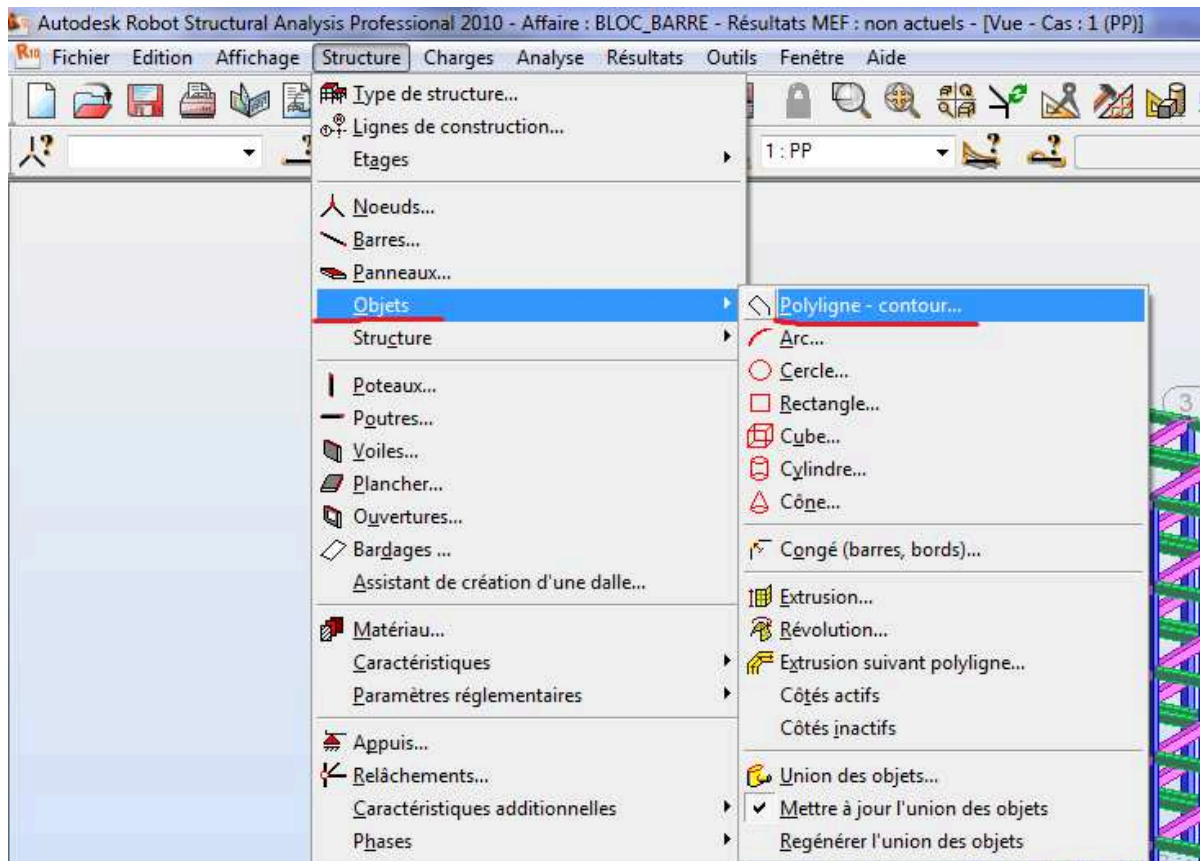 Autodesk Robot Structural Analysis Professional 2010 - Affaire : BLOC_BARRE - Résultats MEF : non actuels - [Vue - Cas : 1 (PP)]
Fichier Edition Affichage Structure Charges Analyse Résultats Outils Fenêtre Aide
1 : PP
Type de structure...
Lignes de construction...
Etages
Noeuds...
Barres...
Panneaux...
Objets
Structure
Poteaux...
Poutres...
Voiles...
Plancher...
Ouvertures...
Bardages ...
Assistant de création d'une dalle...
Matériau...
Caractéristiques
Paramètres réglementaires
Appuis...
Relâchements...
Caractéristiques additionnelles
Phases
Polyligne - contour...
Arc...
Cercle...
Rectangle...
Cube...
Cylindre...
Cône...
Congé (barres, bords)...
Extrusion...
Révolution...
Extrusion suivant polyligne...
Côtés actifs
Côtés inactifs
Union des objets...
Mettre à jour l'union des objets
Regénérer l'union des objets
3